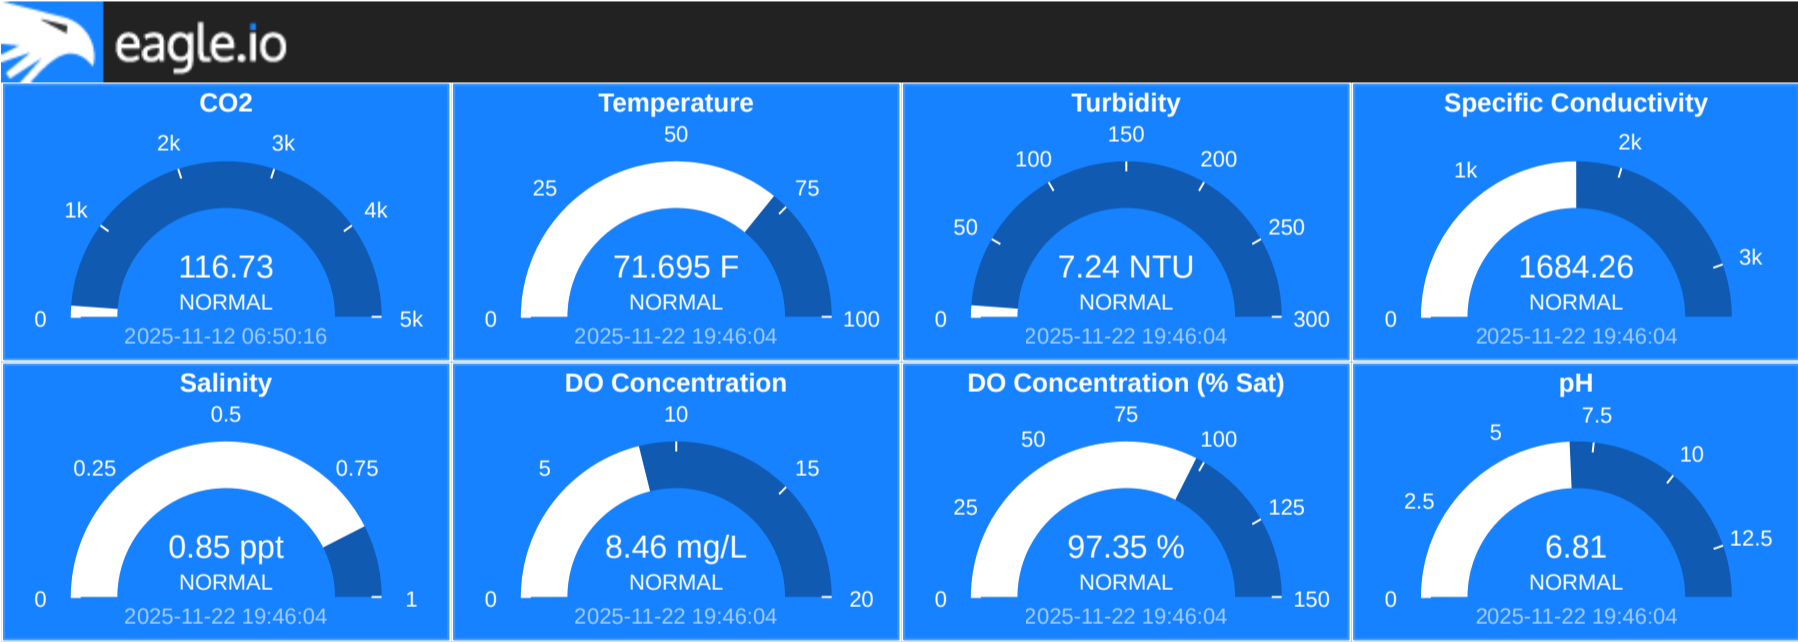 eagle.io
CO2
0
1k
2k
3k
4k
5k
116.73
NORMAL
2025-11-12 06:50:16
Temperature
0
25
50
75
100
71.695 F
NORMAL
2025-11-22 19:46:04
Turbidity
0
50
100
150
200
250
300
7.24 NTU
NORMAL
2025-11-22 19:46:04
Specific Conductivity
0
1k
2k
3k
1684.26
NORMAL
2025-11-22 19:46:04
Salinity
0
0.25
0.5
0.75
1
0.85 ppt
NORMAL
2025-11-22 19:46:04
DO Concentration
0
5
10
15
20
8.46 mg/L
NORMAL
2025-11-22 19:46:04
DO Concentration (% Sat)
0
25
50
75
100
125
150
97.35 %
NORMAL
2025-11-22 19:46:04
pH
0
2.5
5
7.5
10
12.5
6.81
NORMAL
2025-11-22 19:46:04